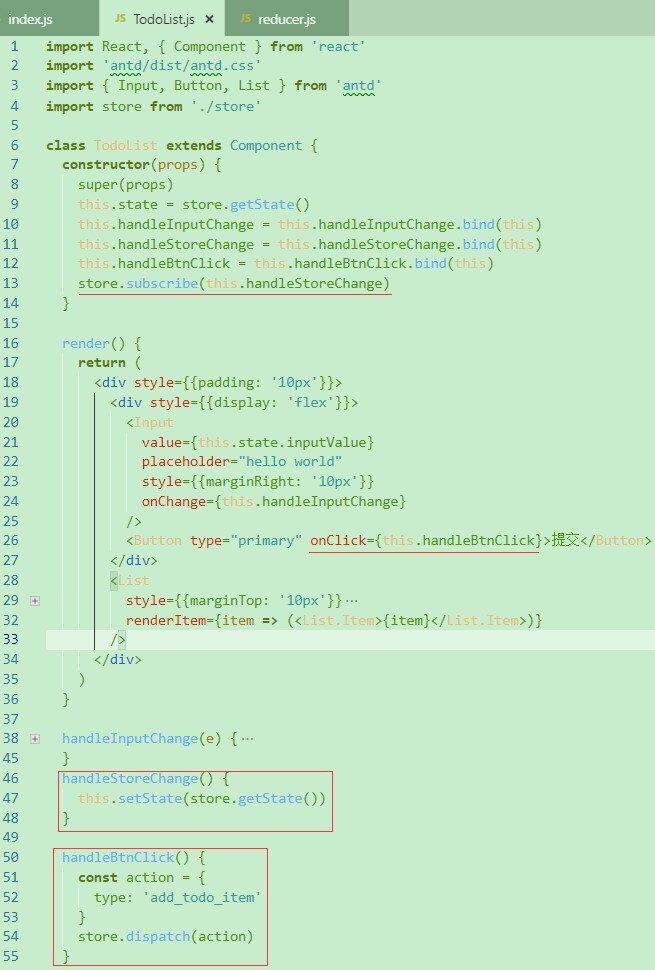 index.js JS TodoList.js × JS reducer.js
1 import React, { Component } from 'react'
2 import 'antd/dist/antd.css'
3 import { Input, Button, List } from 'antd'
4 import store from './store'
5
6 class TodoList extends Component {
7 constructor(props) {
8 super(props)
9 this.state = store.getState()
10 this.handleInputChange = this.handleInputChange.bind(this)
11 this.handleStoreChange = this.handleStoreChange.bind(this)
12 this.handleBtnClick = this.handleBtnClick.bind(this)
13 store.subscribe(this.handleStoreChange)
14 }
15
16 render() {
17 return (
18 <div style={{padding: '10px'}}>
19 <div style={{display: 'flex'}}>
20 <Input
21 value={this.state.inputValue}
22 placeholder="hello world"
23 style={{marginRight: '10px'}}
24 onChange={this.handleInputChange}
25 />
26 <Button type="primary" onClick={this.handleBtnClick}>提交</Button>
27 </div>
28 <List
29 style={{marginTop: '10px'}}⋯
32 renderItem={item => (<List.Item>{item}</List.Item>)}
33 />
34 </div>
35 )
36 }
37
38 handleInputChange(e) {⋯
45 }
46 handleStoreChange() {
47 this.setState(store.getState())
48 }
49
50 handleBtnClick() {
51 const action = {
52 type: 'add_todo_item'
53 }
54 store.dispatch(action)
55 }